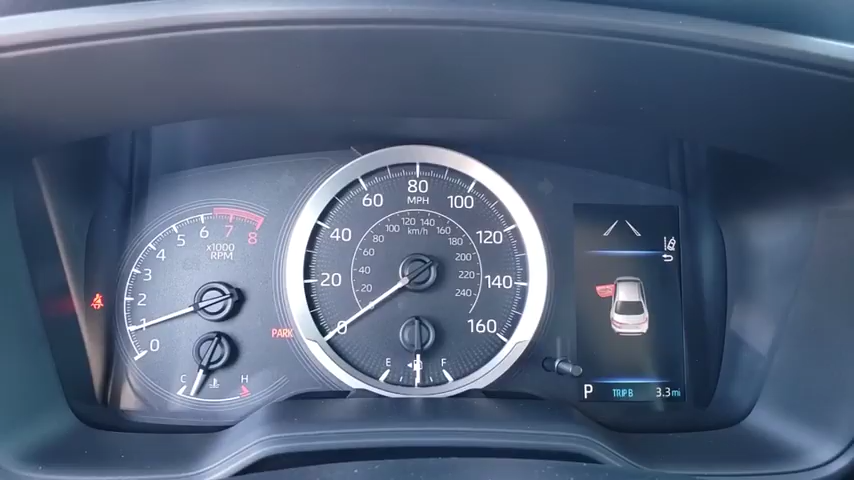 0 1 2 3 4 5 6 7 8
x1000
RPM
C H
PARK
0 20 40 60 80 100 120 140 160
MPH
20 40 60 80 100 120 140 160 180 200 220 240
km/h
E F
P TRIP B 3.3 mi